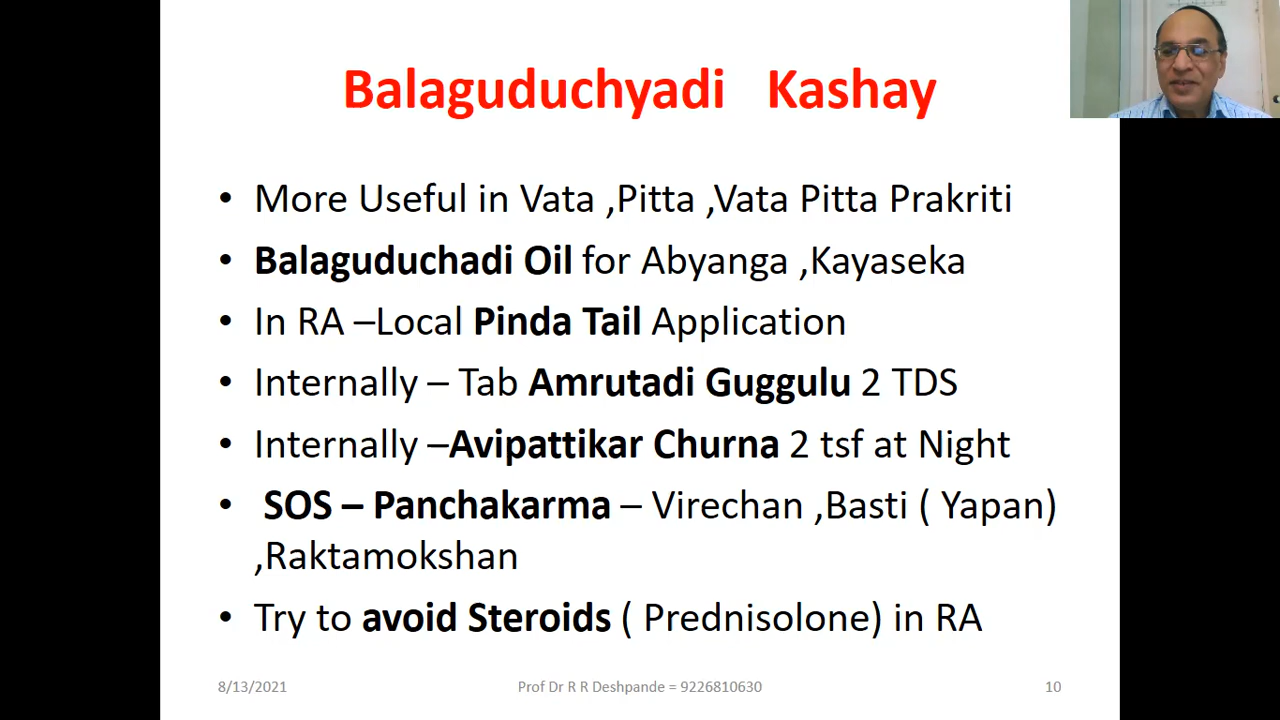 Balaguduchyadi Kashay
• More Useful in Vata ,Pitta ,Vata Pitta Prakriti
• Balaguduchadi Oil for Abyanga ,Kayaseka
• In RA –Local Pinda Tail Application
• Internally – Tab Amrutadi Guggulu 2 TDS
• Internally –Avipattikar Churna 2 tsf at Night
• SOS – Panchakarma – Virechan ,Basti ( Yapan)
,Raktamokshan
• Try to avoid Steroids ( Prednisolone) in RA
8/13/2021 Prof Dr R R Deshpande = 9226810630 10